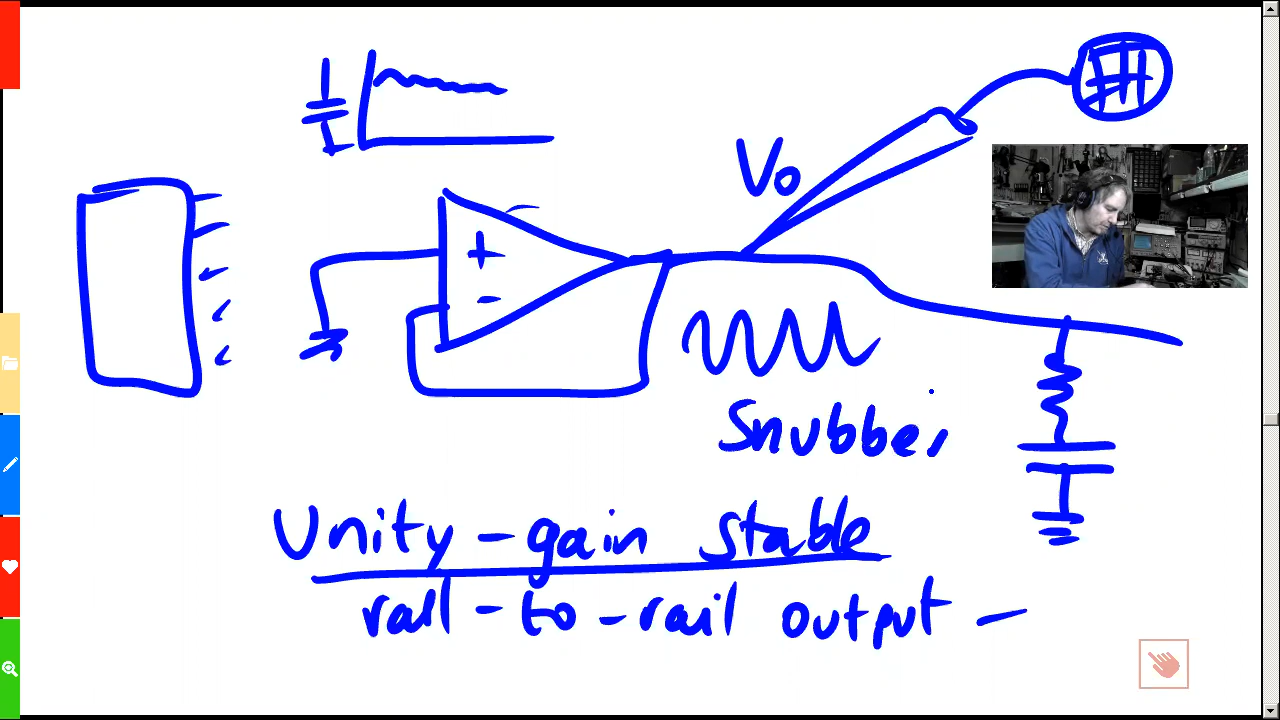 Vo
+
-
Snubber
Unity-gain stable
rail-to-rail output -